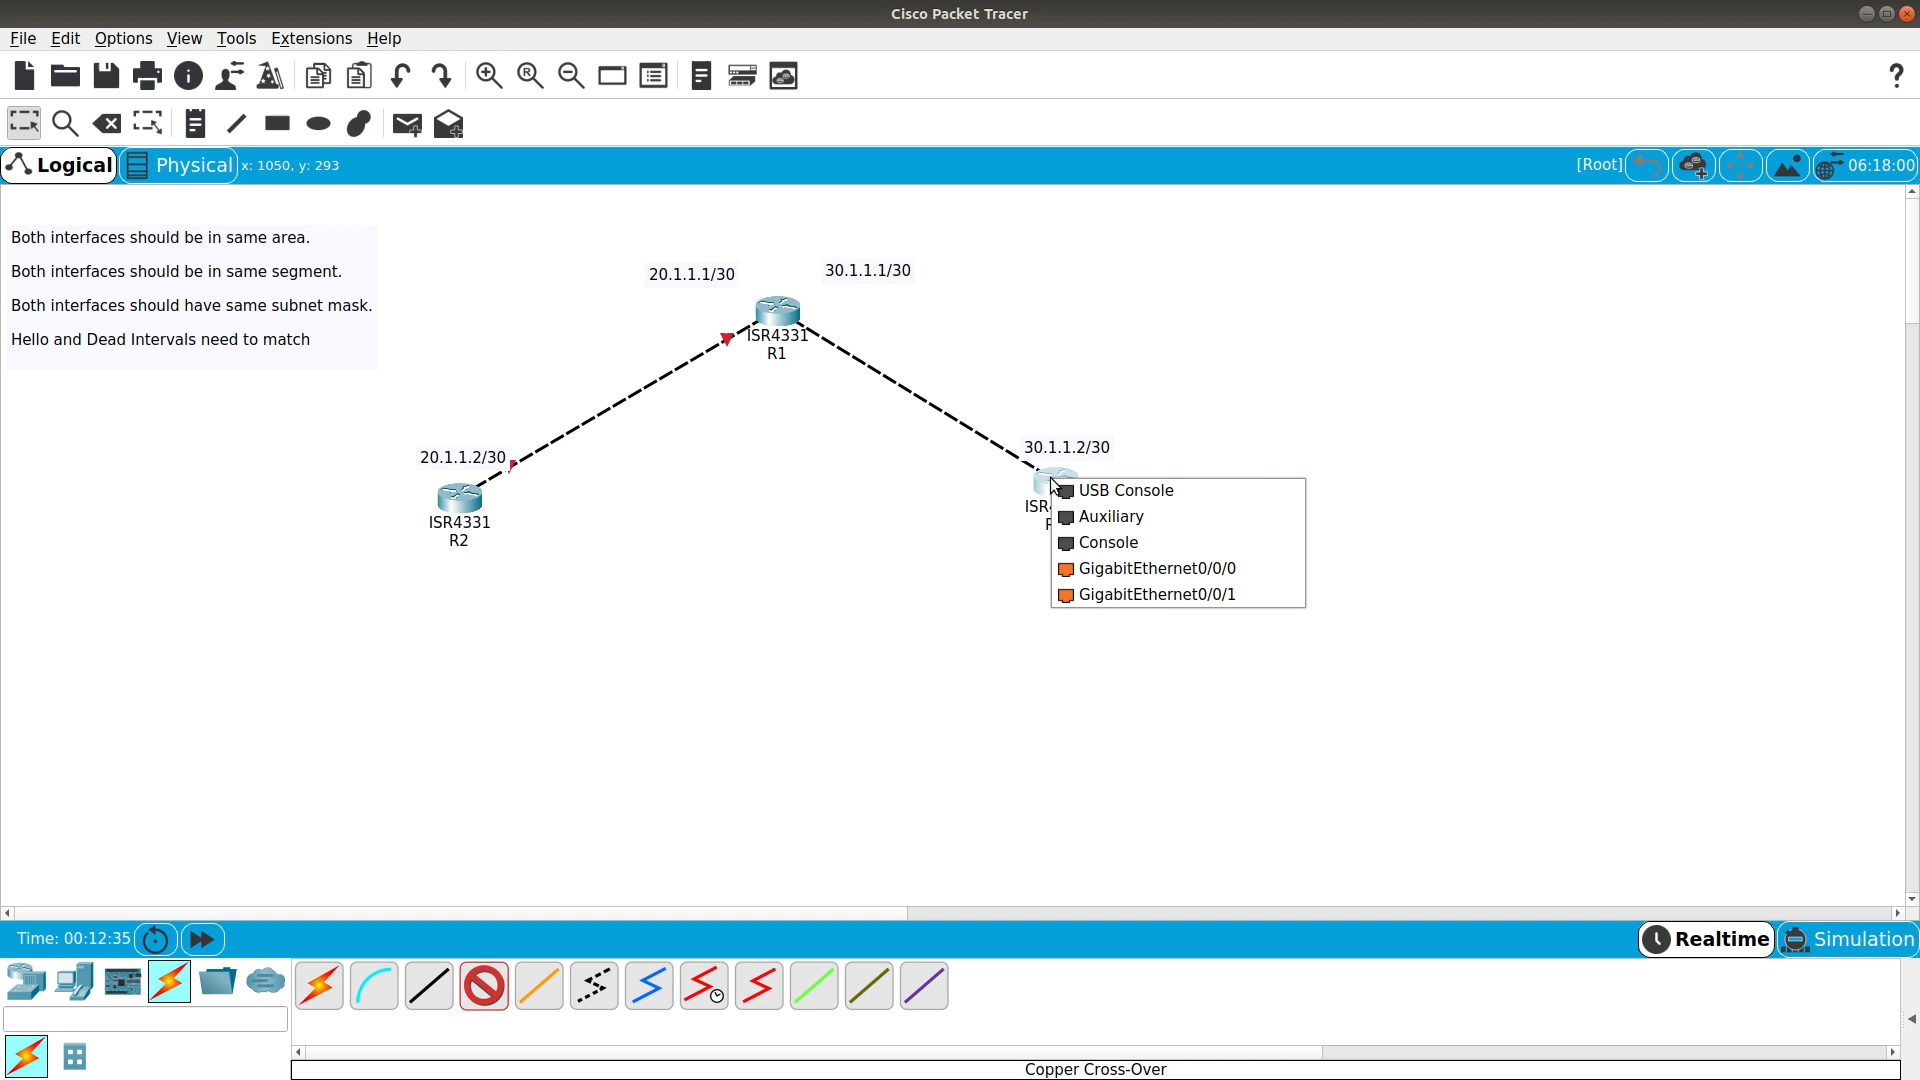 Cisco Packet Tracer
File Edit Options View Tools Extensions Help
Logical Physical x: 1050, y: 293 [Root] 06:18:00
Both interfaces should be in same area.
Both interfaces should be in same segment.
Both interfaces should have same subnet mask.
Hello and Dead Intervals need to match
20.1.1.1/30
30.1.1.1/30
ISR4331
R1
20.1.1.2/30
ISR4331
R2
30.1.1.2/30
USB Console
Auxiliary
Console
GigabitEthernet0/0/0
GigabitEthernet0/0/1
Time: 00:12:35 Realtime Simulation
Copper Cross-Over